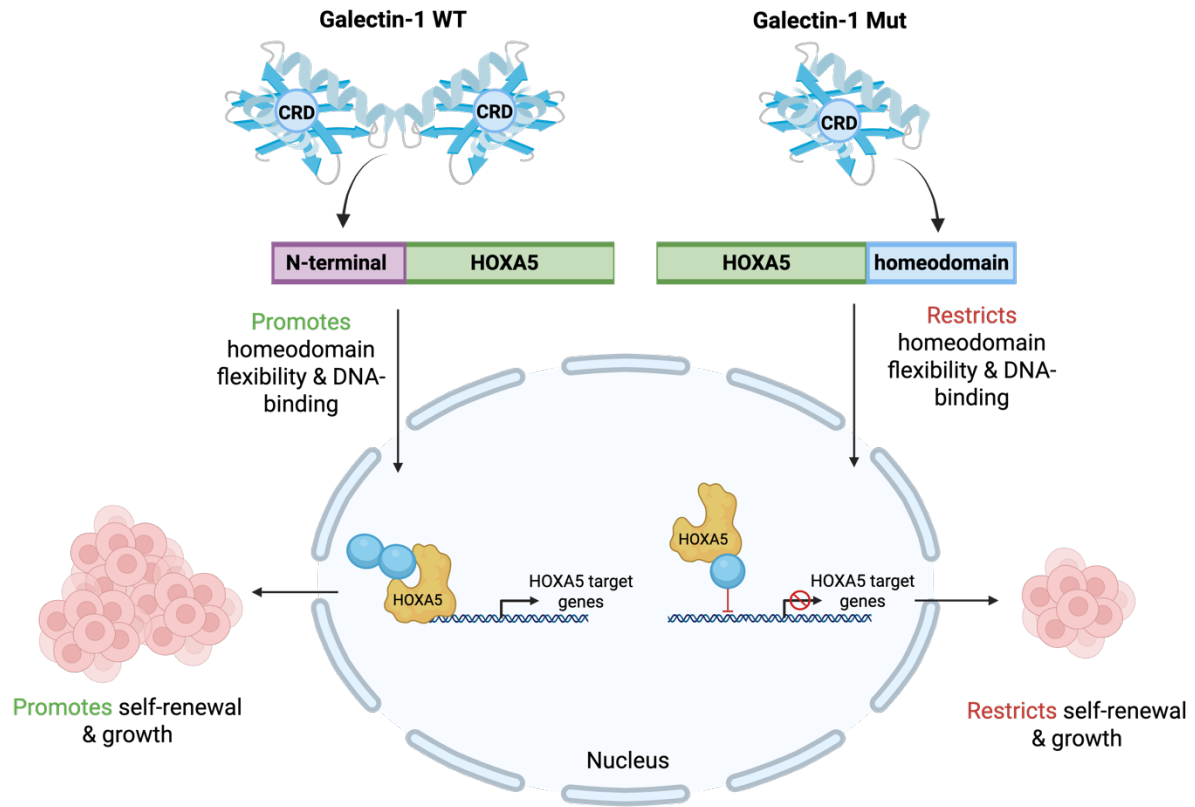 Galectin-1 WT
Galectin-1 Mut
CRD
CRD
CRD
N-terminal
HOXA5
HOXA5
homeodomain
Promotes
homeodomain
flexibility & DNA-
binding
Restricts
homeodomain
flexibility & DNA-
binding
HOXA5
HOXA5 target
genes
HOXA5
HOXA5 target
genes
Promotes self-renewal
& growth
Restricts self-renewal
& growth
Nucleus